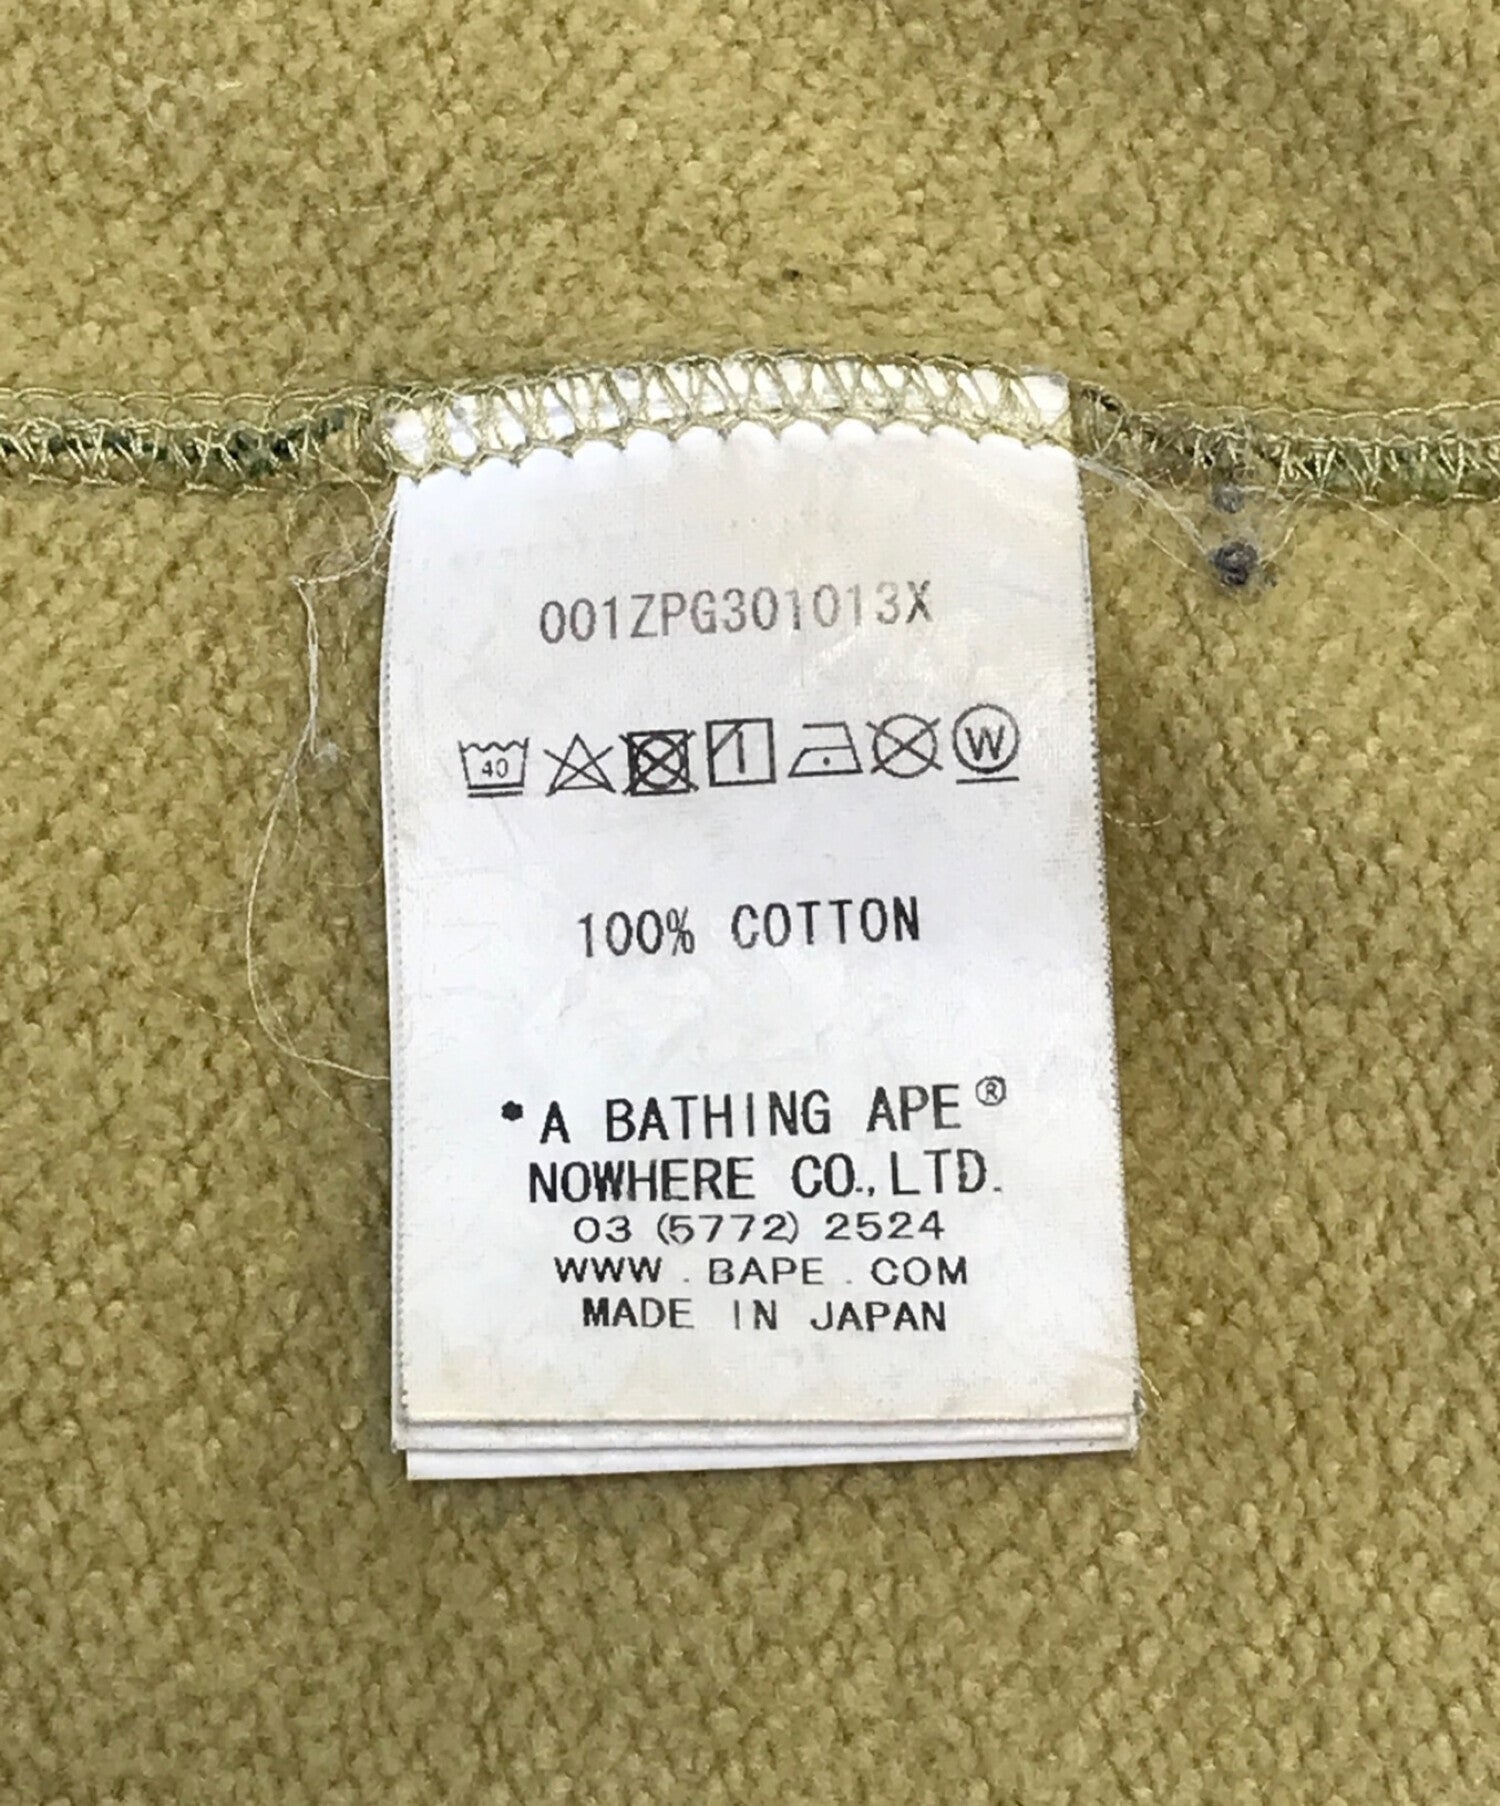 001ZPG301013X
40 W
100% COTTON
*A BATHING APE®
NOWHERE CO.,LTD.
03 (5772) 2524
WWW . BAPE . COM
MADE IN JAPAN